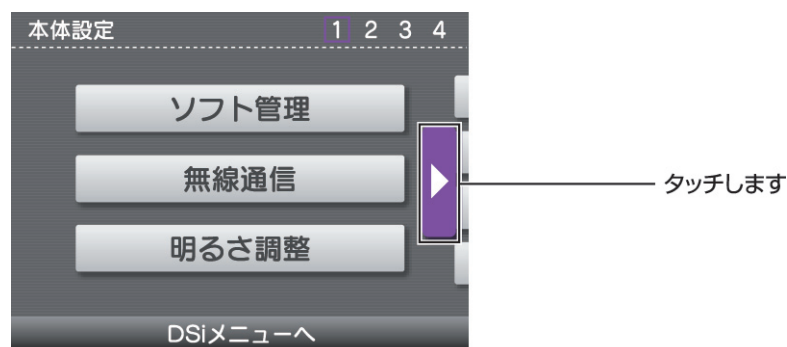 本体設定 1 2 3 4
ソフト管理
無線通信
タッチします
明るさ調整
DSiメニューへ